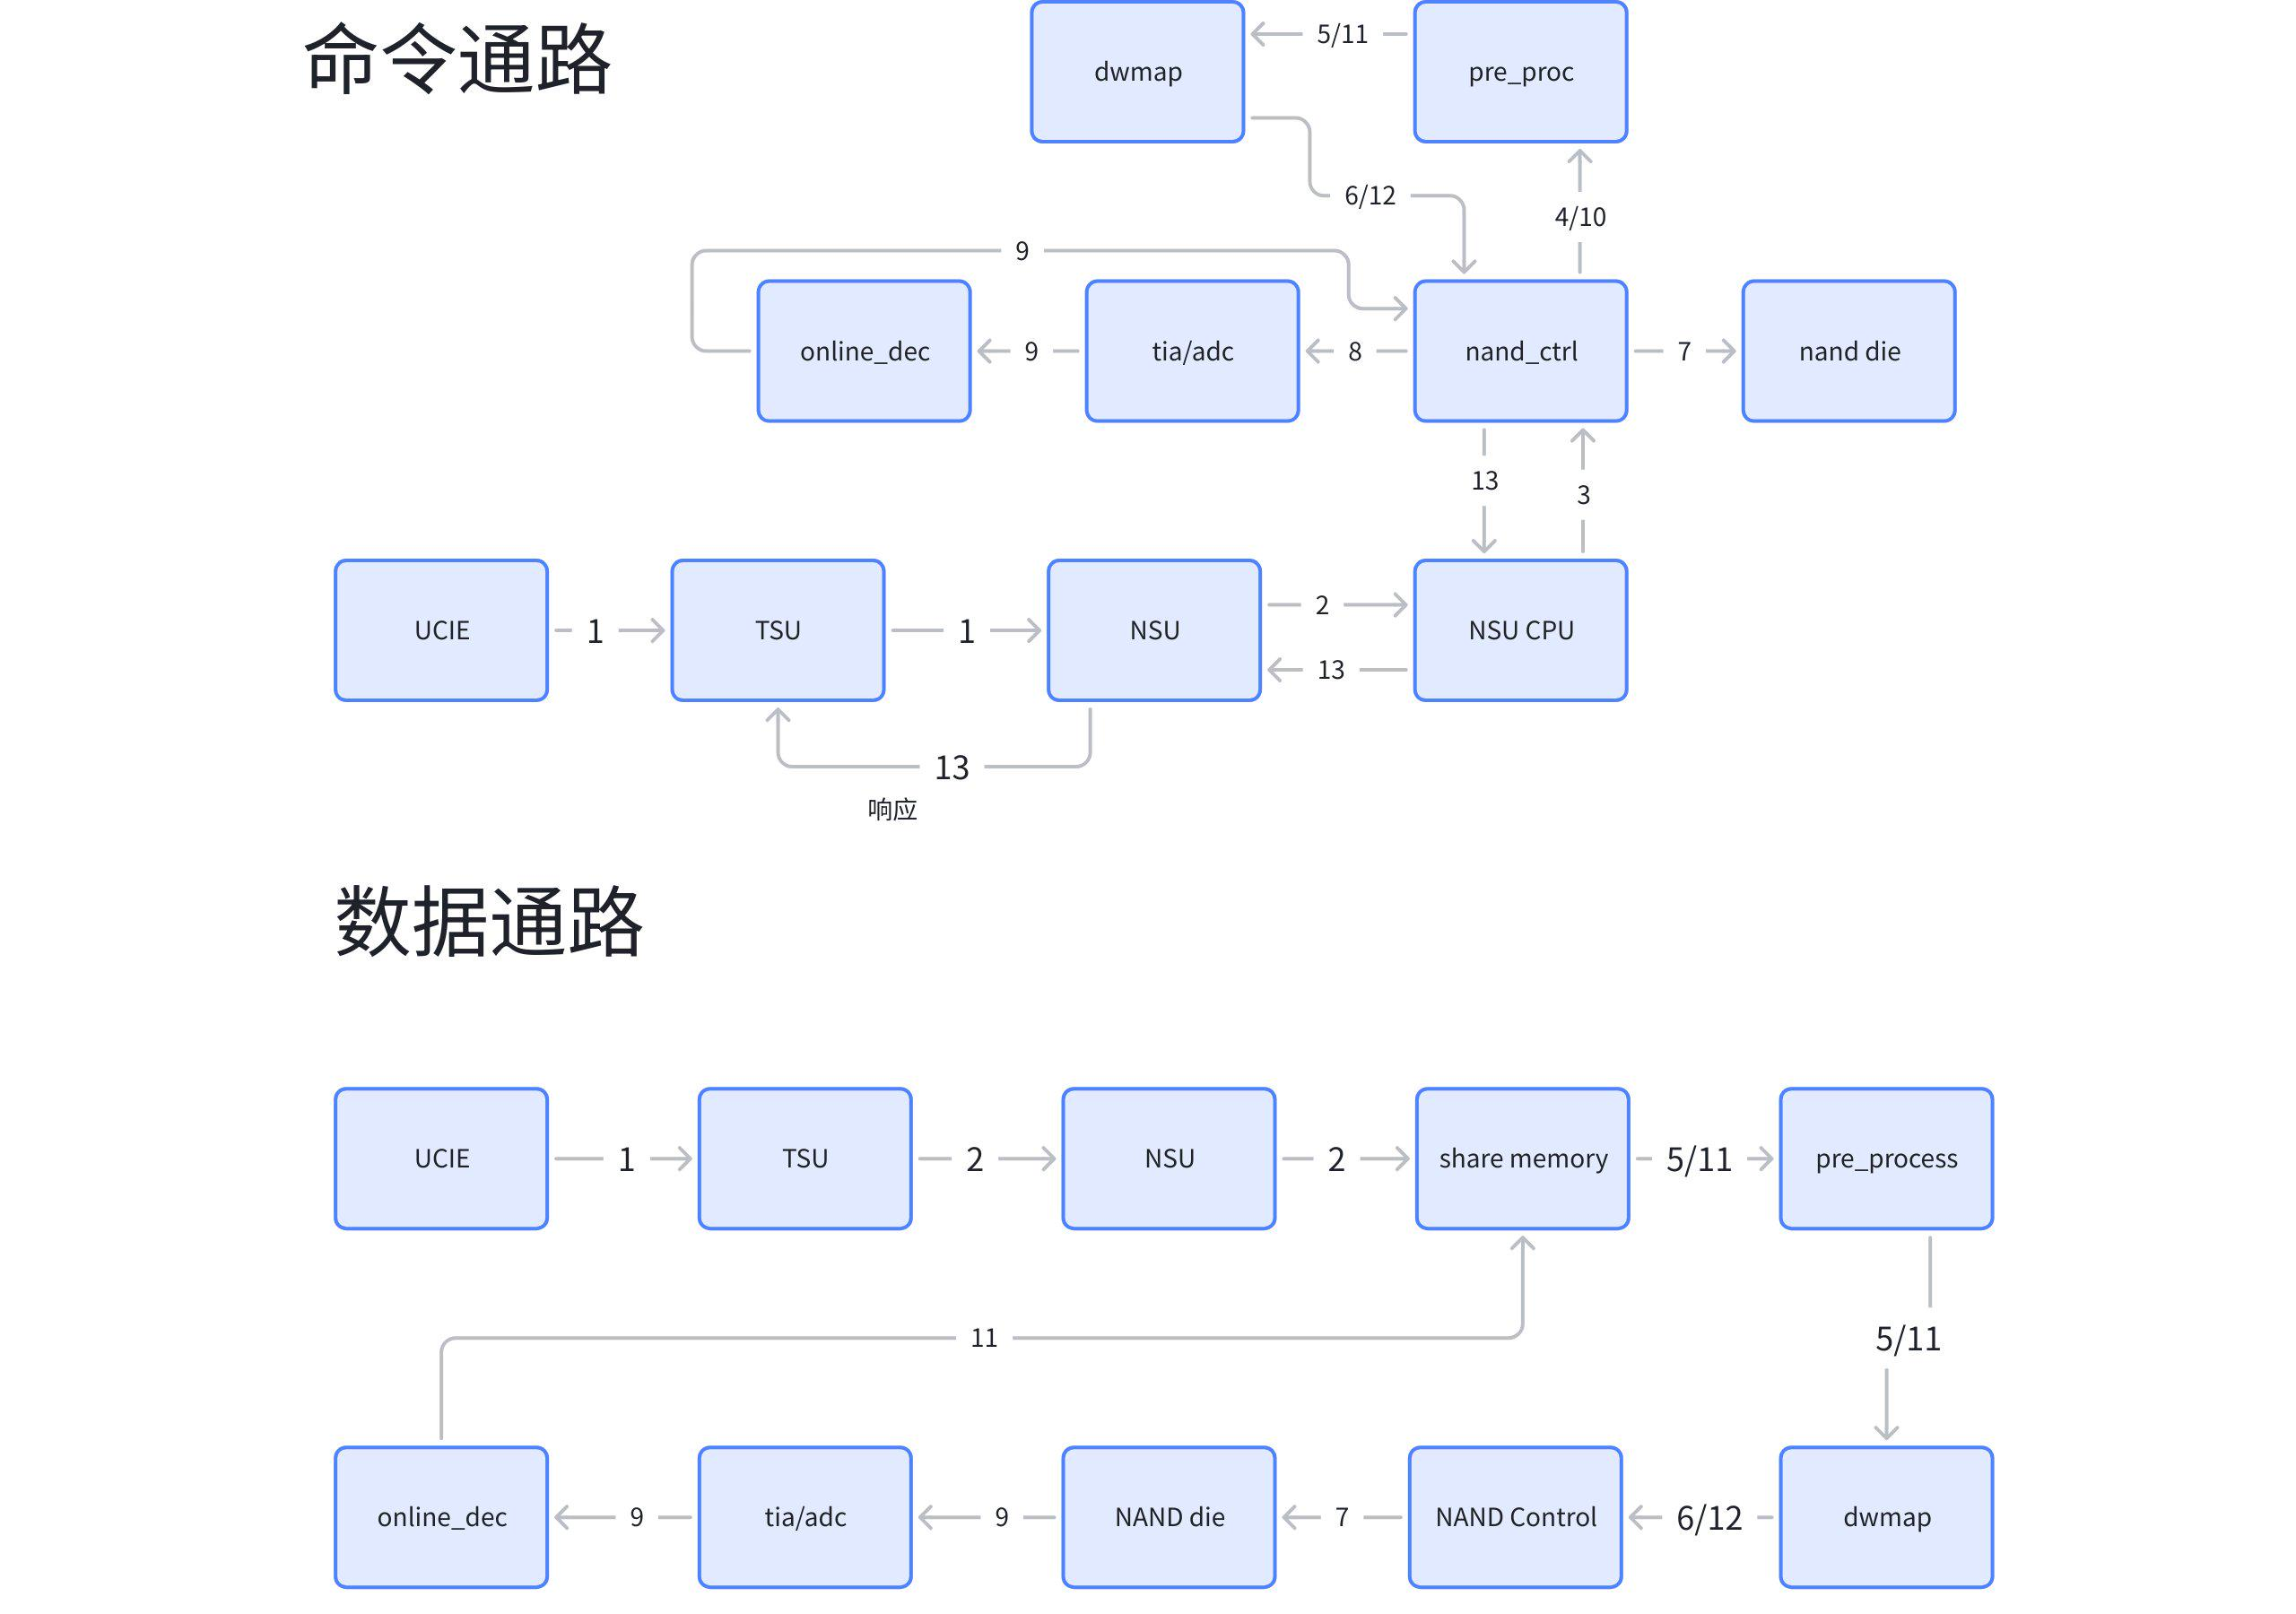 命令通路
dwmap
5/11
pre_proc
6/12
4/10
9
online_dec
9
tia/adc
8
nand_ctrl
7
nand die
13
3
UCIE
1
TSU
1
NSU
2
13
NSU CPU
13
响应
数据通路
UCIE
1
TSU
2
NSU
2
share memory
5/11
pre_process
11
5/11
online_dec
9
tia/adc
9
NAND die
7
NAND Control
6/12
dwmap